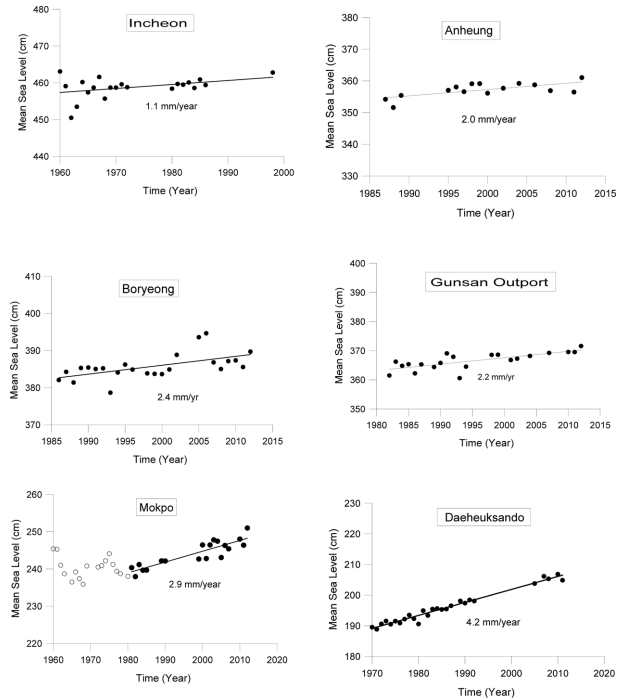 Incheon
Mean Sea Level (cm)
480
460
440
1.1 mm/year
1960 1970 1980 1990 2000
Time (Year)
Anheung
Mean Sea Level (cm)
380
370
360
350
340
330
2.0 mm/year
1985 1990 1995 2000 2005 2010 2015
Time (Year)
Boryeong
Mean Sea Level (cm)
410
400
390
380
370
2.4 mm/year
1985 1990 1995 2000 2005 2010 2015
Time (Year)
Gunsan Outport
Mean Sea Level (cm)
400
390
380
370
360
350
2.2 mm/yr
1980 1985 1990 1995 2000 2005 2010 2015
Time (Year)
Mokpo
Mean Sea Level (cm)
260
240
220
2.9 mm/year
1960 1970 1980 1990 2000 2010 2020
Time (Year)
Daeheuksando
Mean Sea Level (cm)
230
220
210
200
190
180
4.2 mm/year
1970 1980 1990 2000 2010 2020
Time (Year)